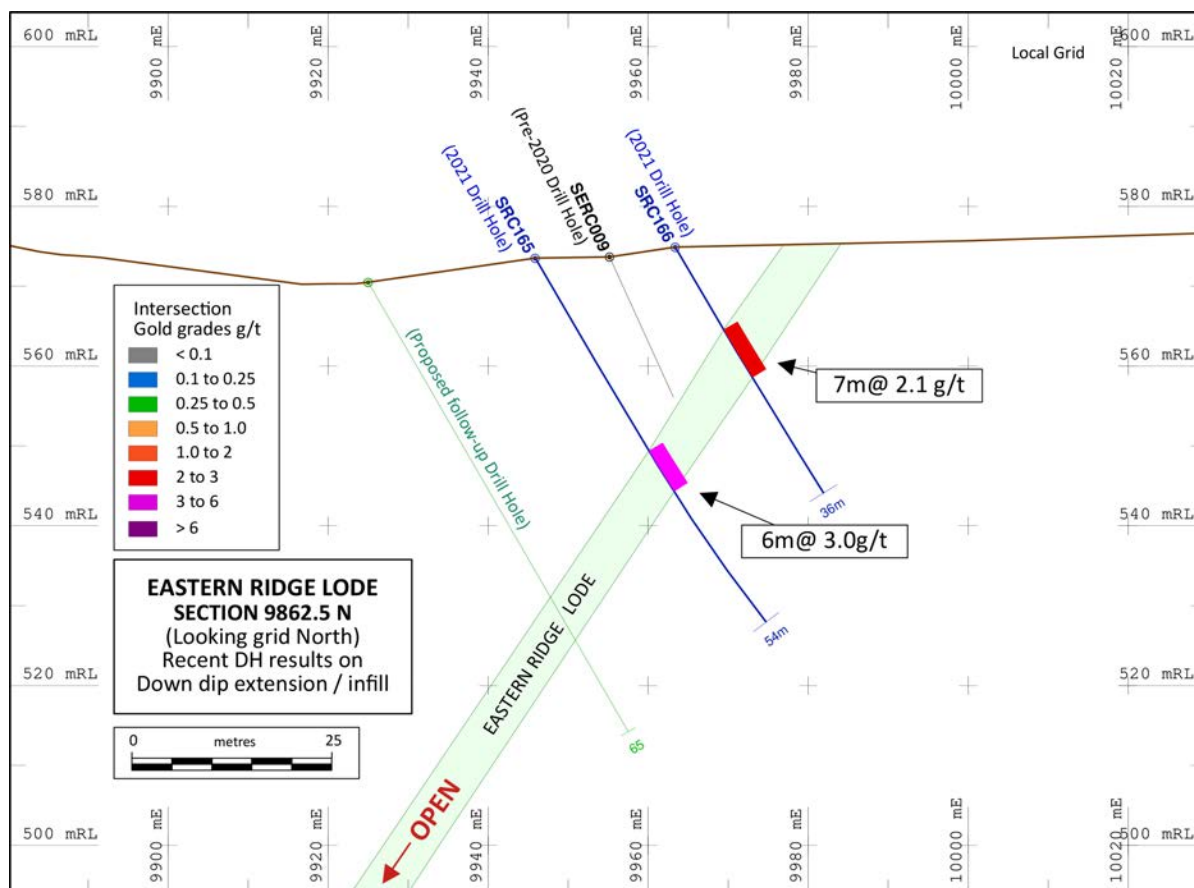 9900 mE
9920 mE
9940 mE
9960 mE
9980 mE
10000 mE
10020 mE
600 mRL
600 mRL
Local Grid
580 mRL
580 mRL
(2021 Drill Hole)
SRC165
(Pre-2020 Drill Hole)
SERC009
(2021 Drill Hole)
SRC166
Intersection
Gold grades g/t
< 0.1
0.1 to 0.25
0.25 to 0.5
0.5 to 1.0
1.0 to 2
2 to 3
3 to 6
> 6
560 mRL
560 mRL
7m@ 2.1 g/t
(Proposed follow-up Drill Hole)
36m
540 mRL
540 mRL
6m@ 3.0g/t
EASTERN RIDGE LODE
SECTION 9862.5 N
(Looking grid North)
Recent DH results on
Down dip extension / infill
54m
EASTERN RIDGE LODE
520 mRL
520 mRL
65
0 metres 25
OPEN
500 mRL
500 mRL
9900 mE
9920 mE
9940 mE
9960 mE
9980 mE
10000 mE
10020 mE